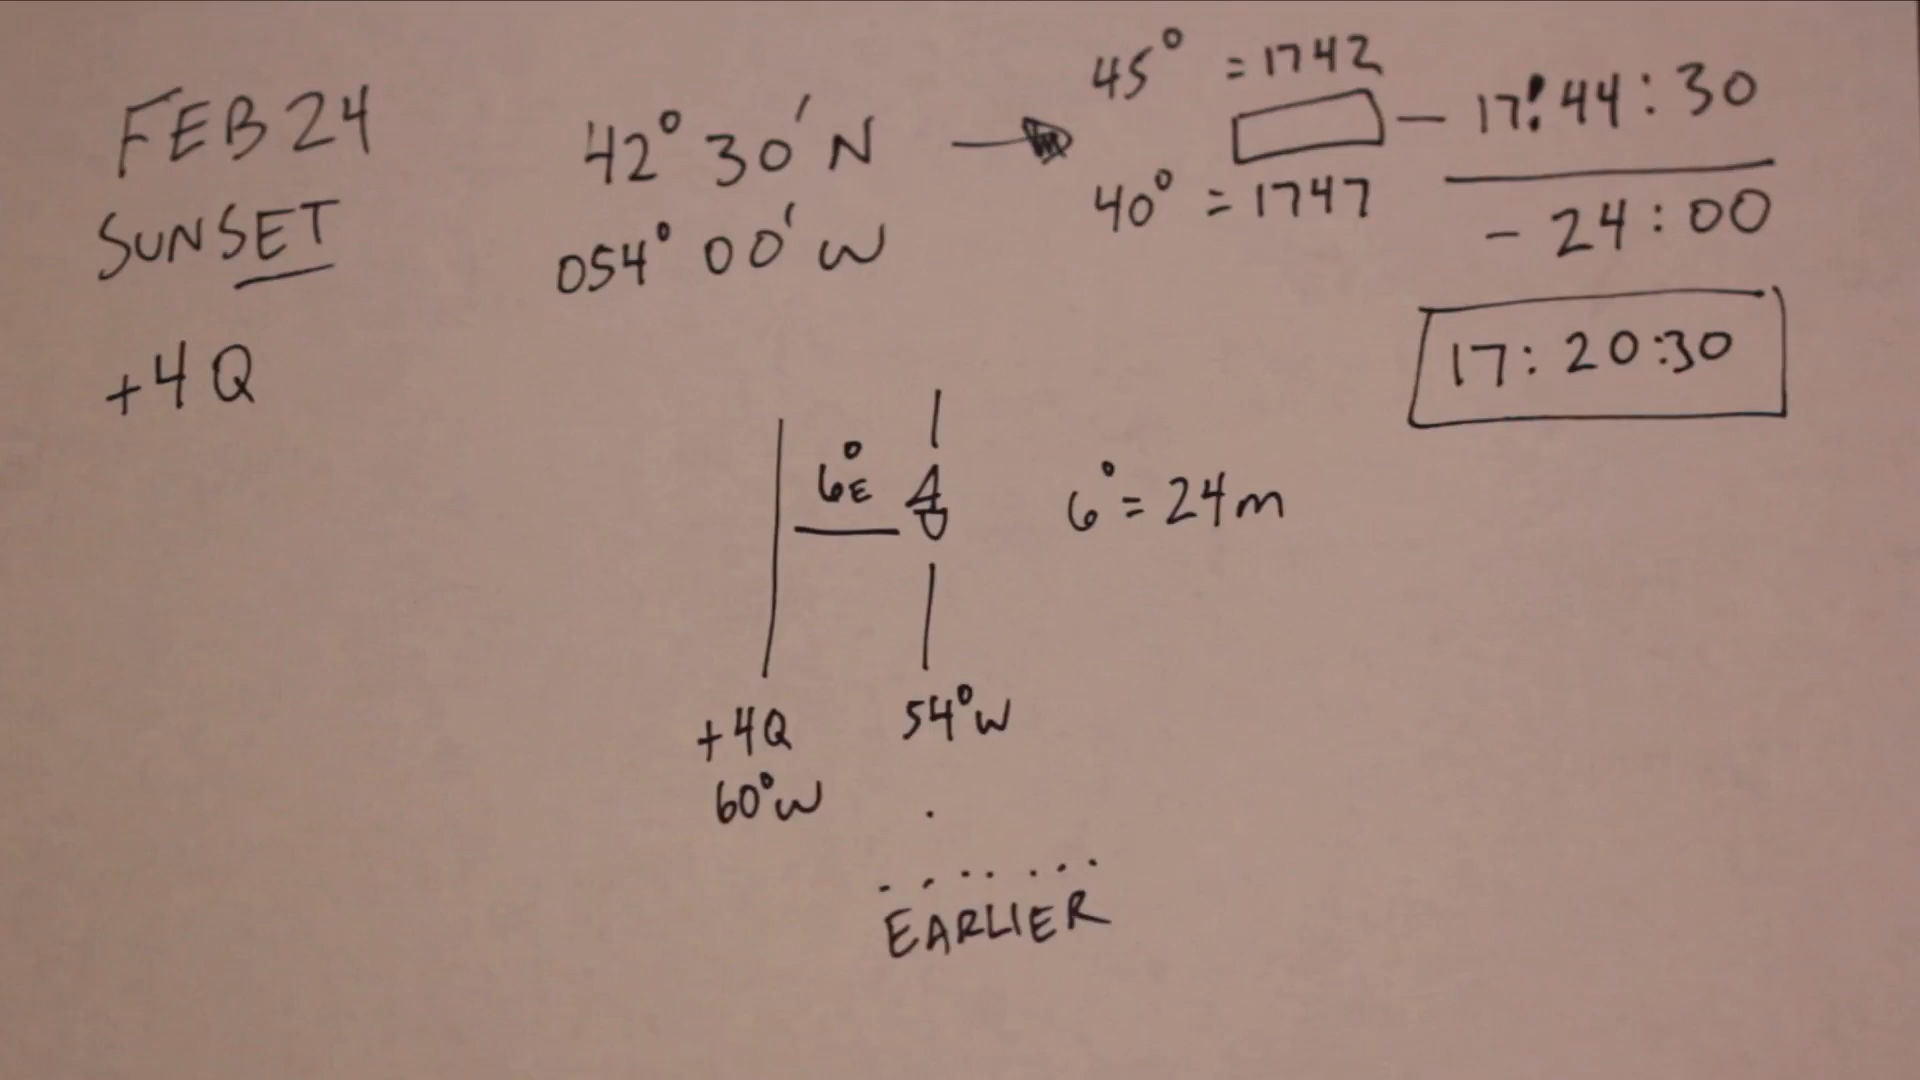 FEB 24
SUNSET
+4Q
42° 30' N
054° 00' W
45° = 1742
40° = 1747
17:44:30
- 24:00
17:20:30
6°E
6° = 24m
+4Q
60°W
54°W
EARLIER